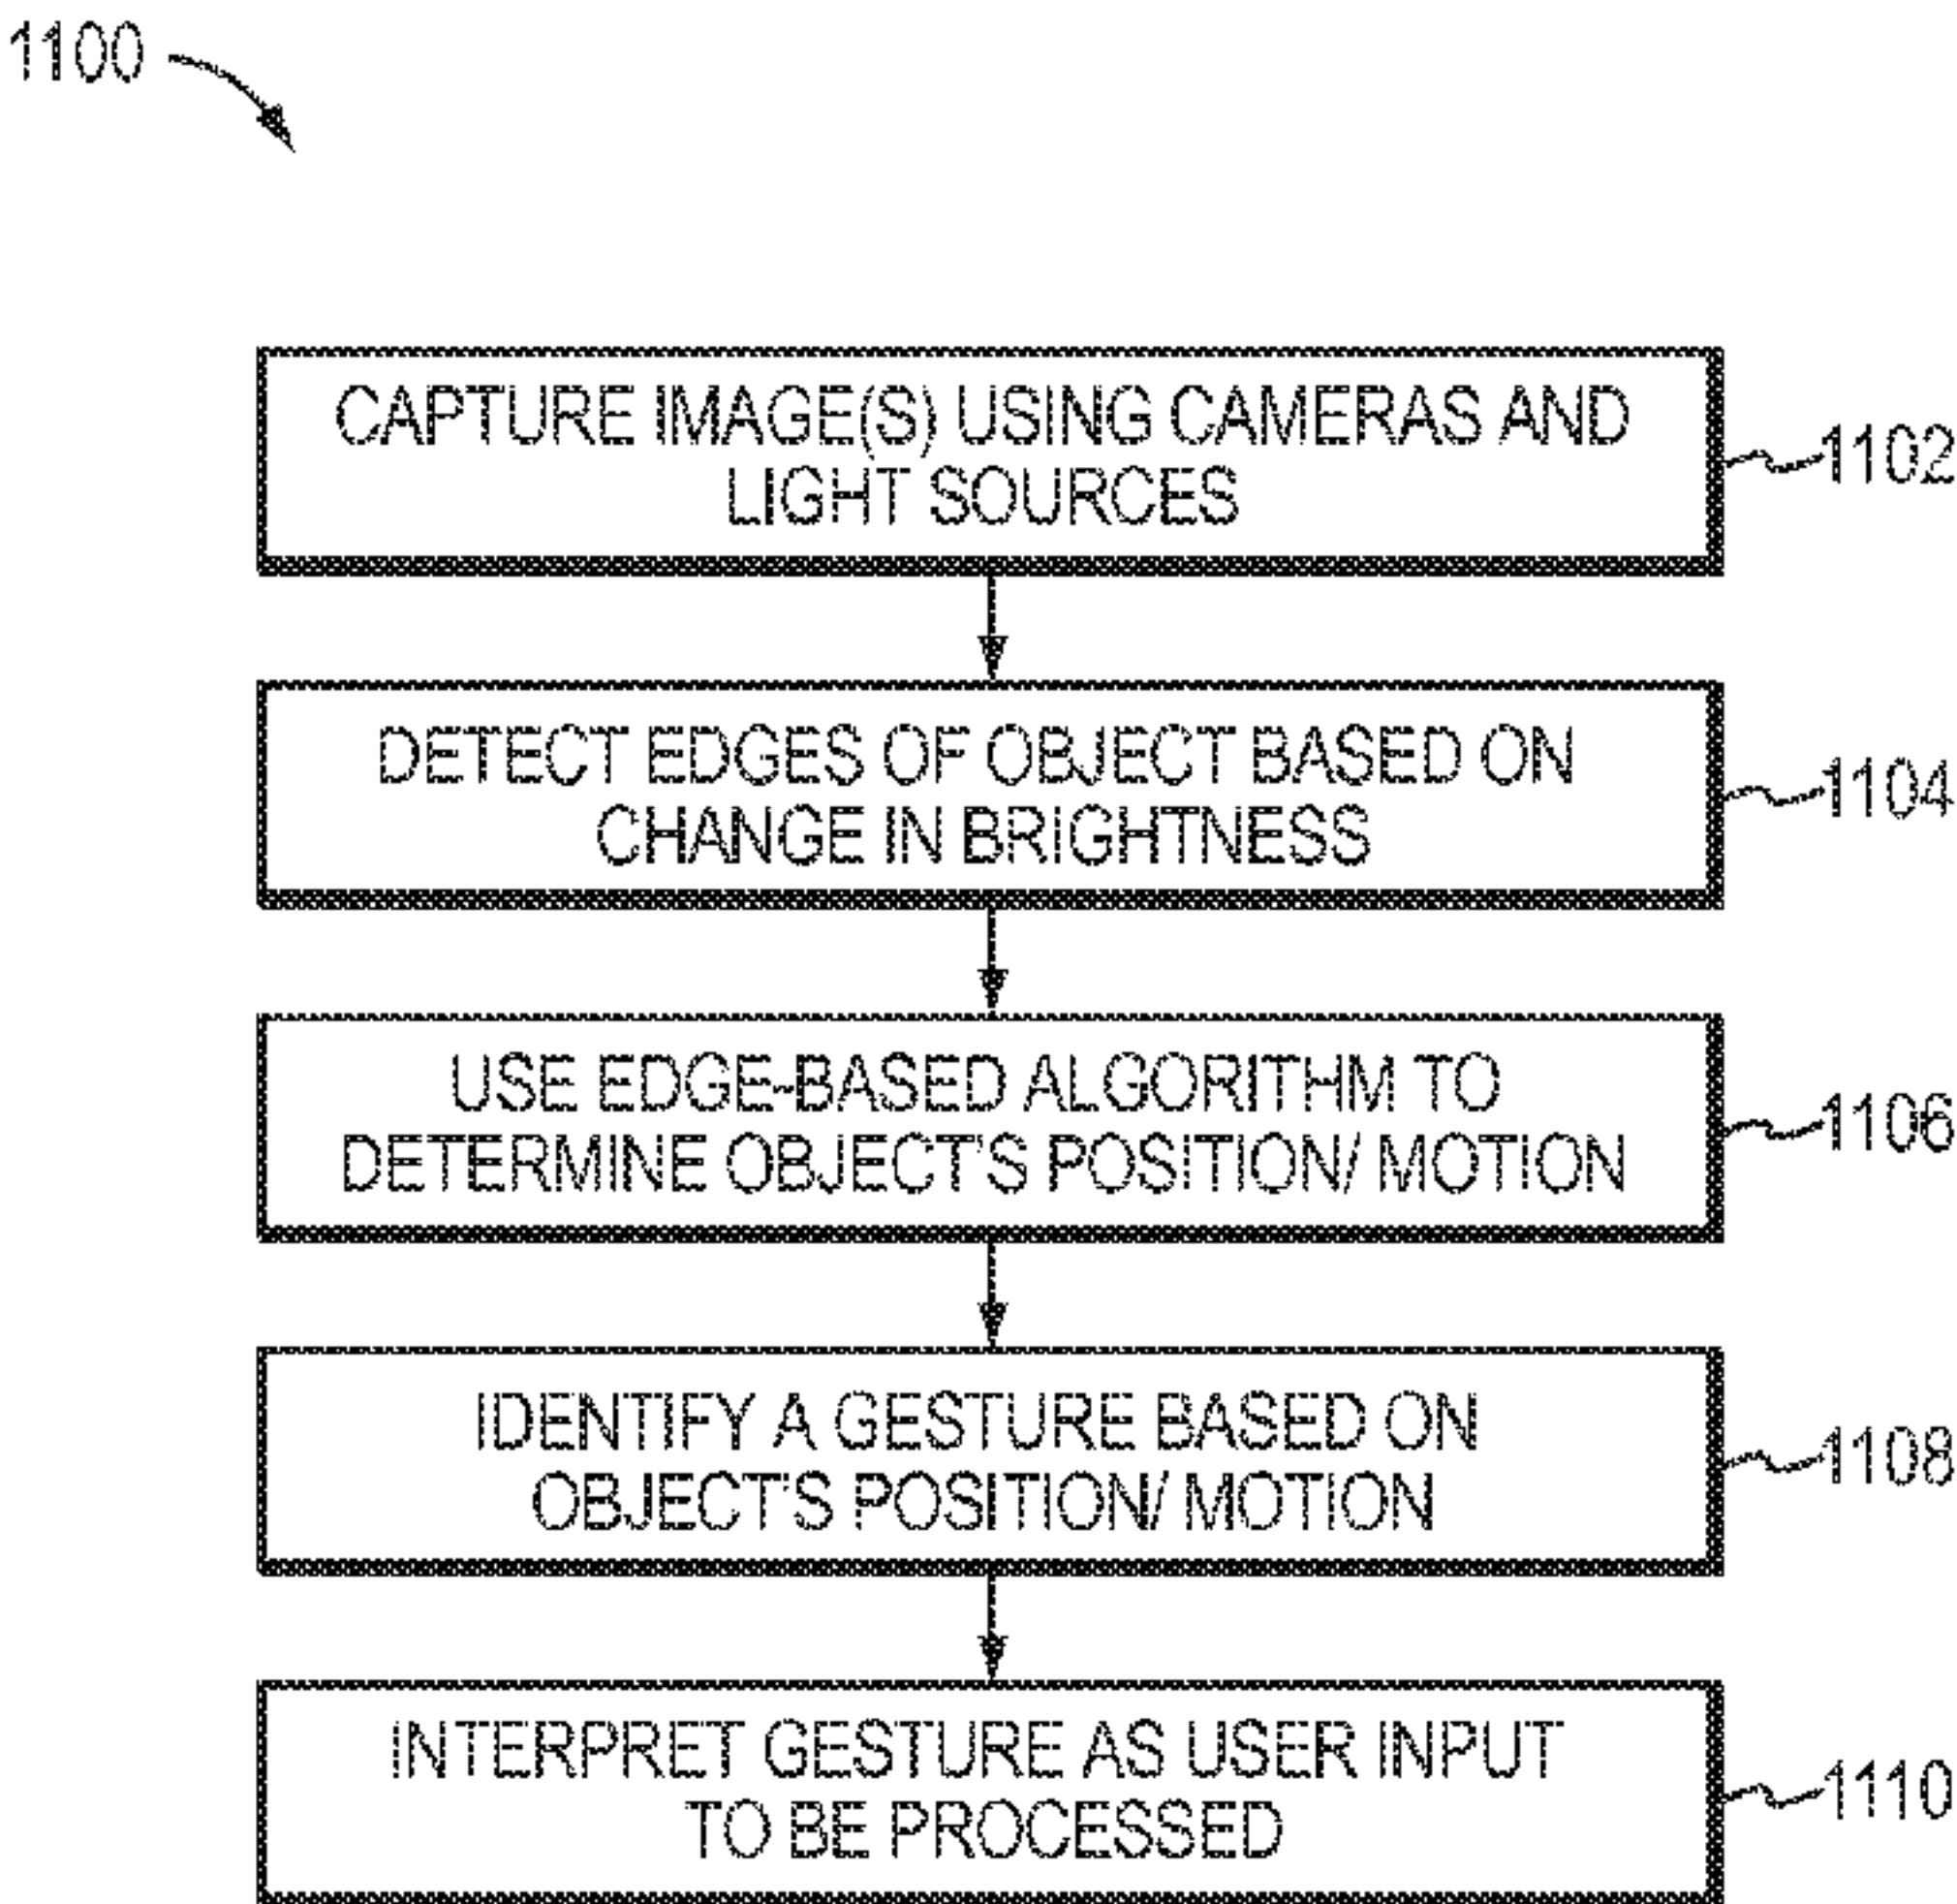 1100
CAPTURE IMAGE(S) USING CAMERAS AND
LIGHT SOURCES
1102
DETECT EDGES OF OBJECT BASED ON
CHANGE IN BRIGHTNESS
1104
USE EDGE-BASED ALGORITHM TO
DETERMINE OBJECT'S POSITION/ MOTION
1106
IDENTIFY A GESTURE BASED ON
OBJECT'S POSITION/ MOTION
1108
INTERPRET GESTURE AS USER INPUT
TO BE PROCESSED
1110